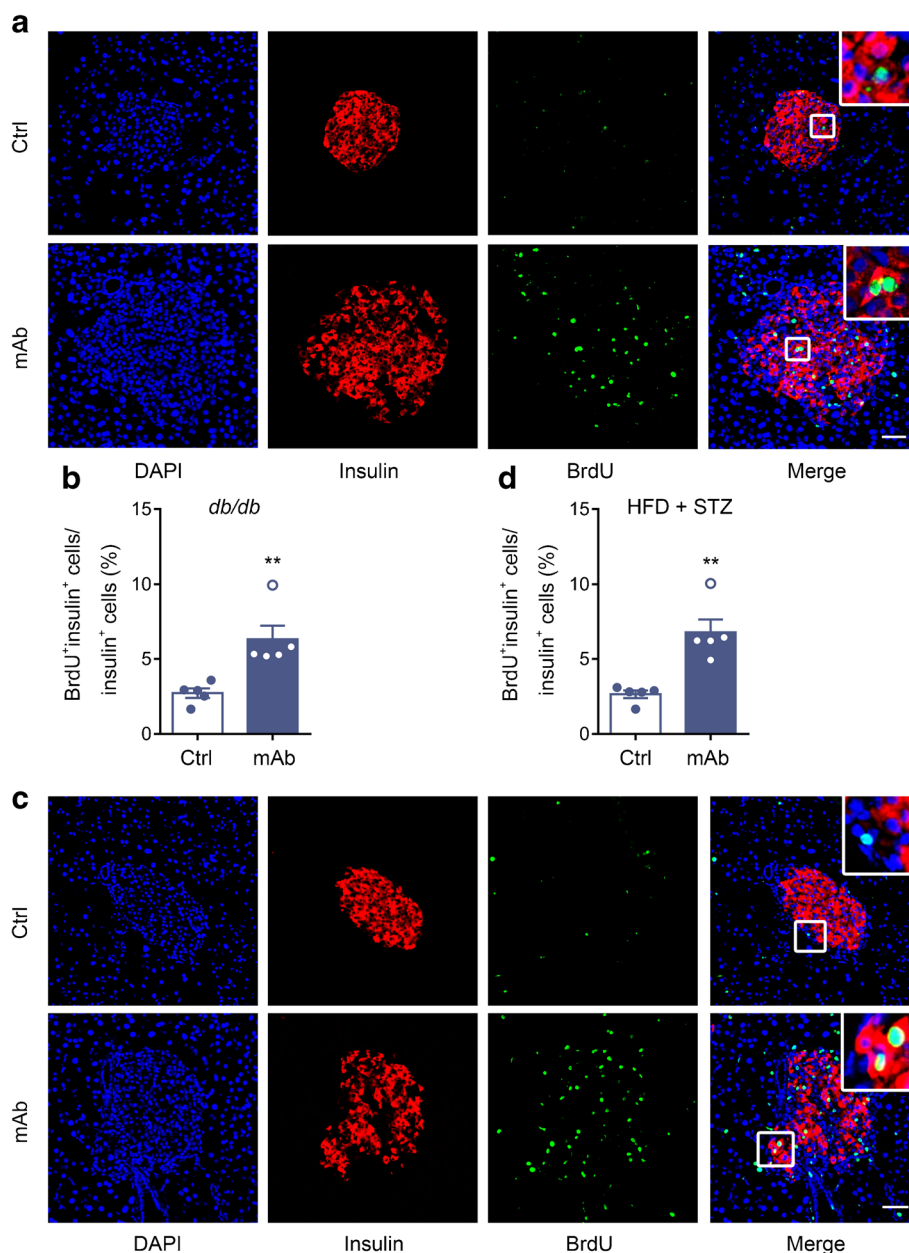 a
Ctrl
mAb
DAPI Insulin BrdU Merge
b
db/db
BrdU⁺insulin⁺ cells/
insulin⁺ cells (%)
15
**
10
5
0
Ctrl mAb
d
HFD + STZ
BrdU⁺insulin⁺ cells/
insulin⁺ cells (%)
15
**
10
5
0
Ctrl mAb
c
Ctrl
mAb
DAPI Insulin BrdU Merge